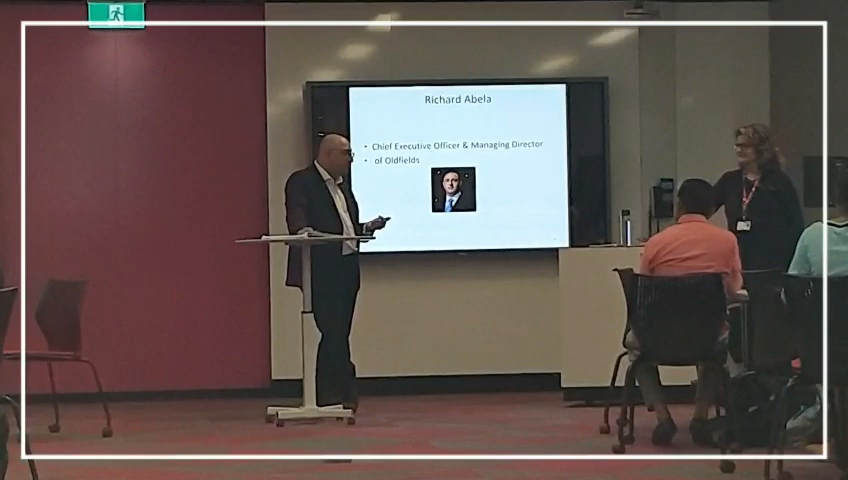 Richard Abela
• Chief Executive Officer & Managing Director
• of Oldfields